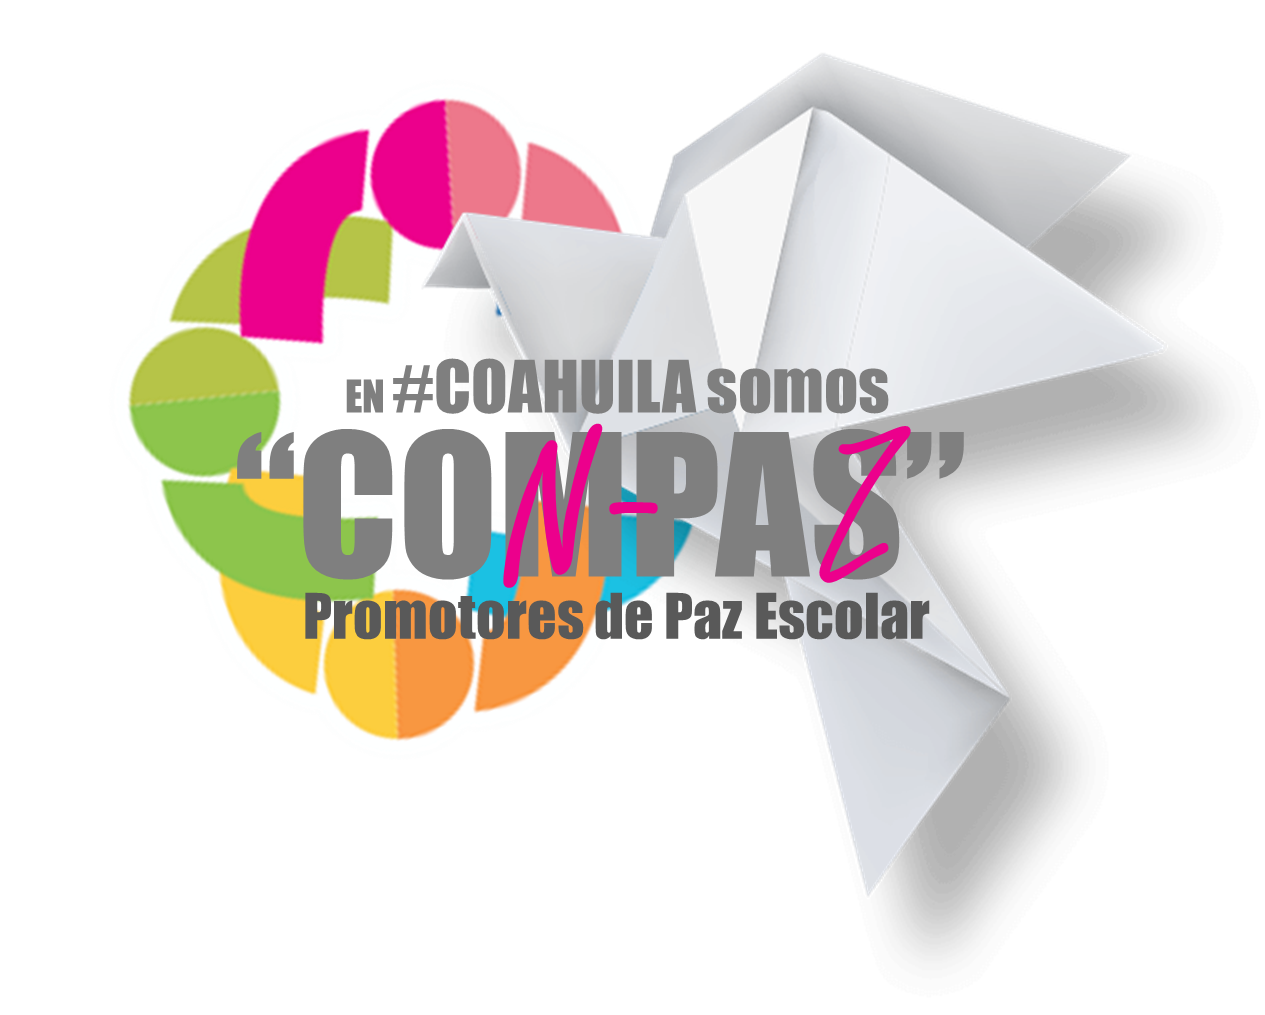 EN #COAHUILA somos
“COMPAS”
N-Z
Promotores de Paz Escolar